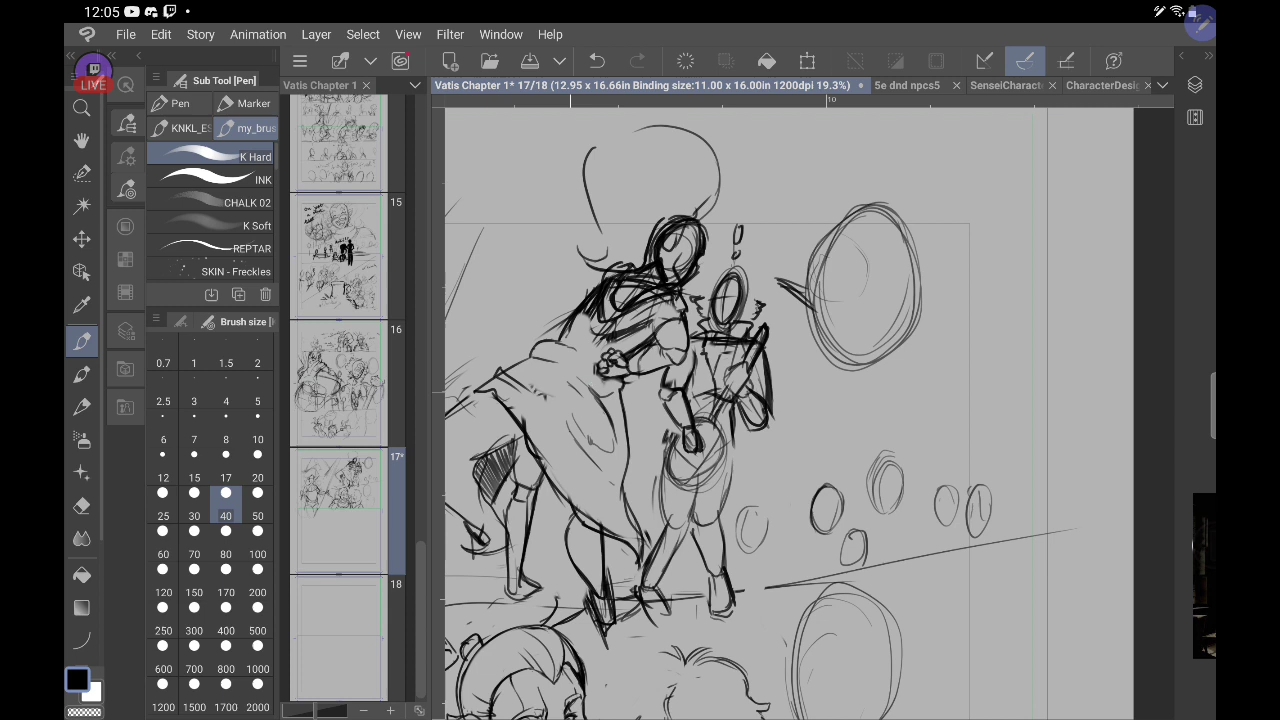 12:05
File Edit Story Animation Layer Select View Filter Window Help
LIVE
Sub Tool [Pen]
Pen Marker
KNKL_ES my_brus
K Hard
INK
CHALK 02
K Soft
REPTAR
SKIN - Freckles
Brush size [
0.7 1 1.5 2
2.5 3 4 5
6 7 8 10
12 15 17 20
25 30 40 50
60 70 80 100
120 150 170 200
250 300 400 500
600 700 800 1000
1200 1500 1700 2000
Vatis Chapter 1
15
16
17*
18
Vatis Chapter 1* 17/18 (12.95 x 16.66in Binding size:11.00 x 16.00in 1200dpi 19.3%)
5e dnd npcs5
SenselCharact
CharacterDesig
10